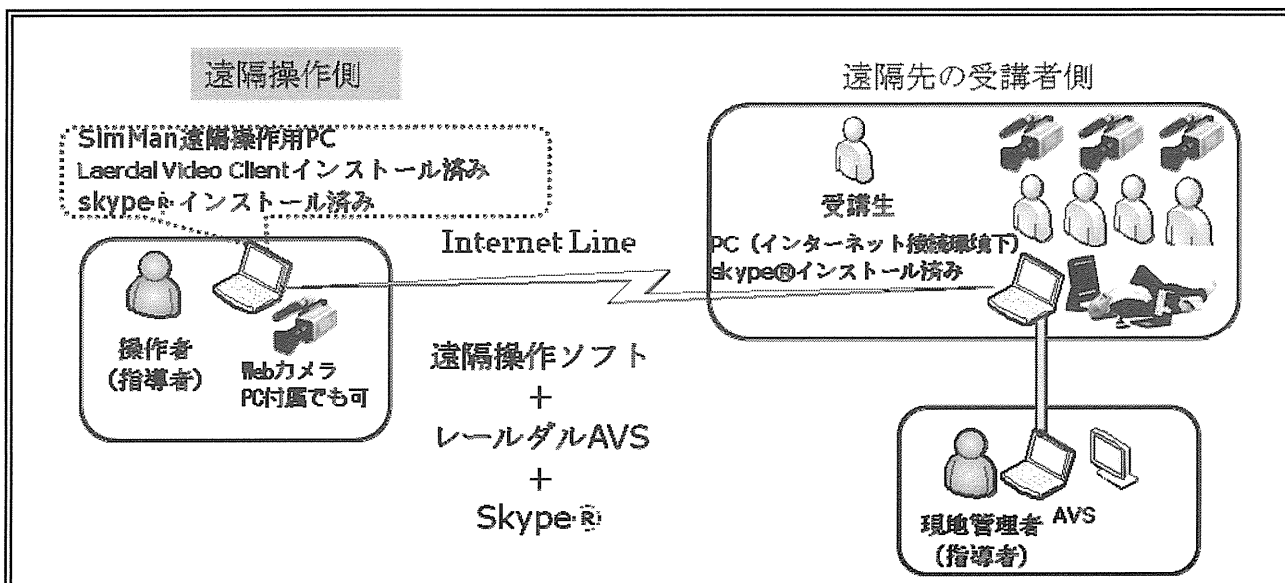 遠隔操作側
SimMan遠隔操作用PC
Laerdal Video Clientインストール済み
skype®インストール済み
操作者
(指導者)
Webカメラ
PC付属でも可
Internet Line
遠隔操作ソフト
+
レールダルAVS
+
Skype®
遠隔先の受講者側
受講生
PC（インターネット接続環境下）
skype®インストール済み
現地管理者
(指導者)
AVS